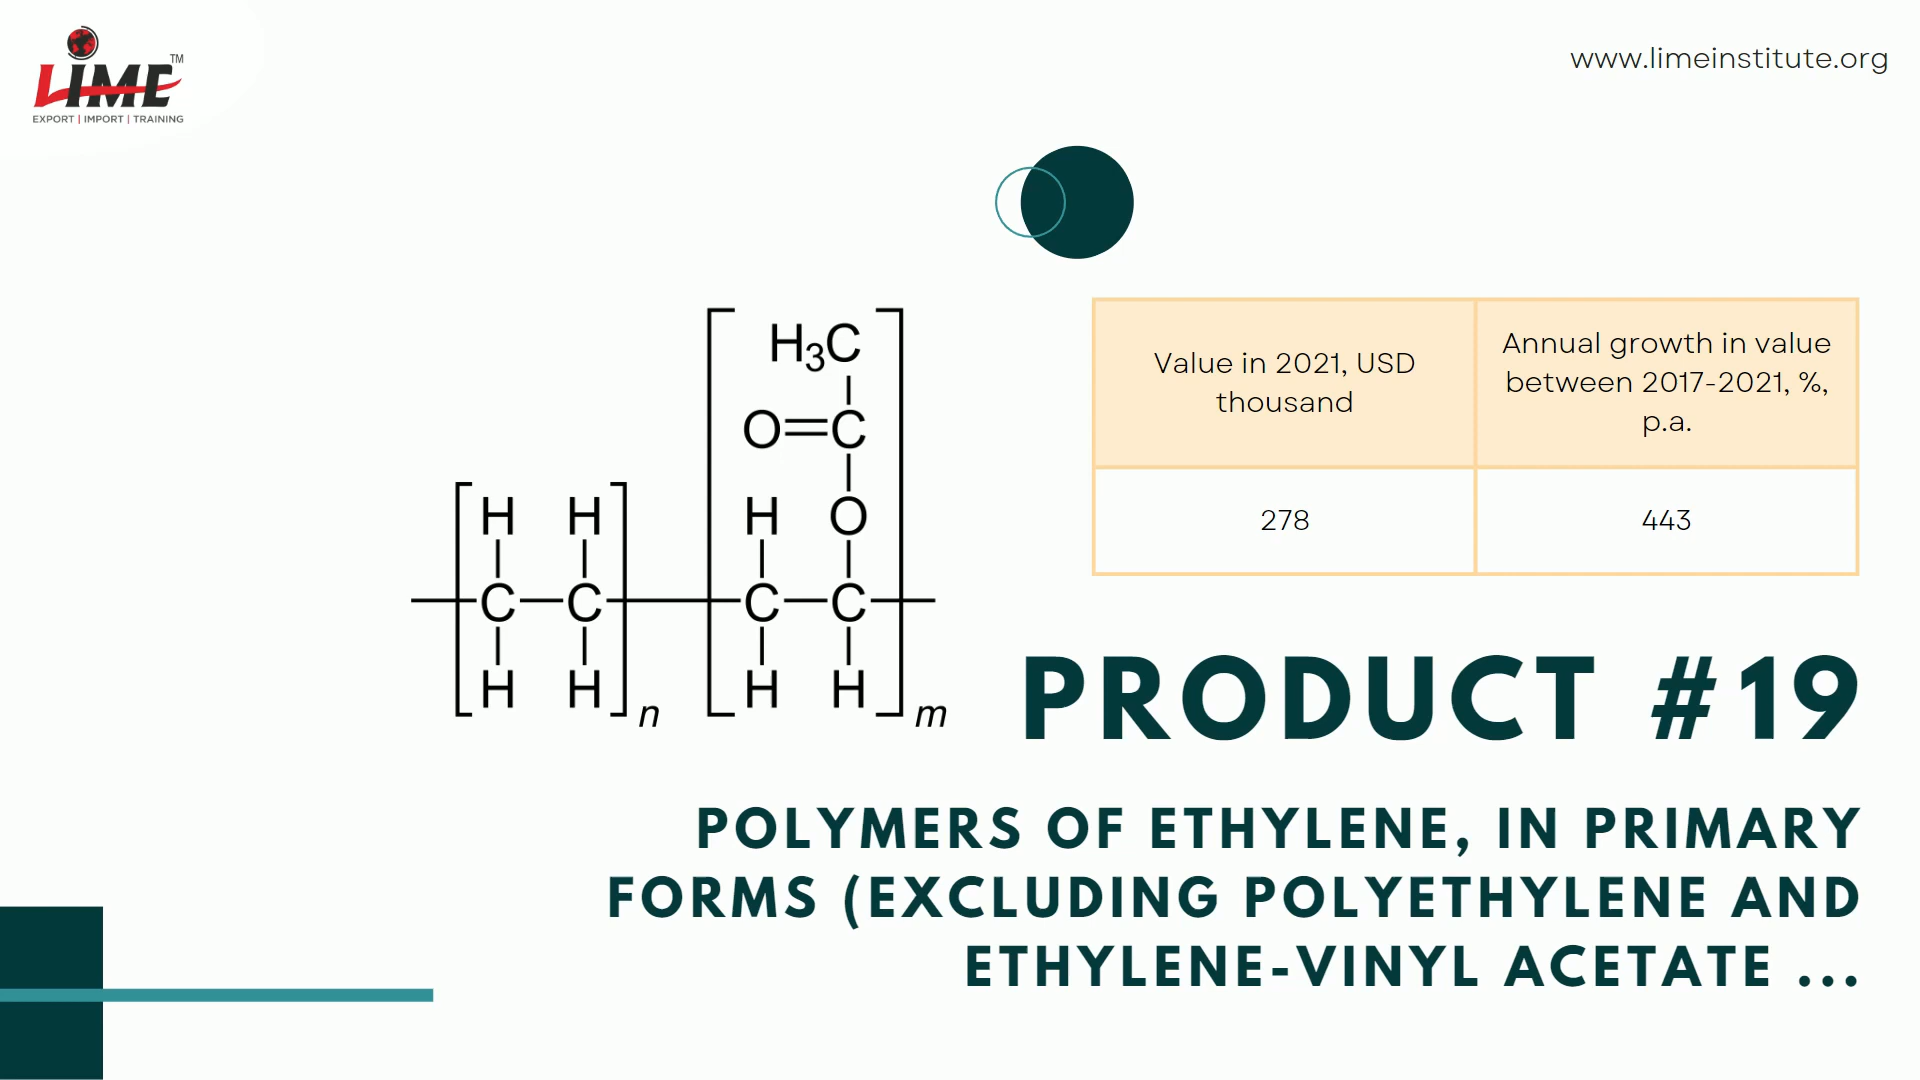 LIME™
EXPORT | IMPORT | TRAINING
www.limeinstitute.org
H₃C
O=C
H H H O
C C C C
H H n H H m
Value in 2021, USD
thousand
Annual growth in value
between 2017-2021, %,
p.a.
278
443
PRODUCT #19
POLYMERS OF ETHYLENE, IN PRIMARY
FORMS (EXCLUDING POLYETHYLENE AND
ETHYLENE-VINYL ACETATE ...